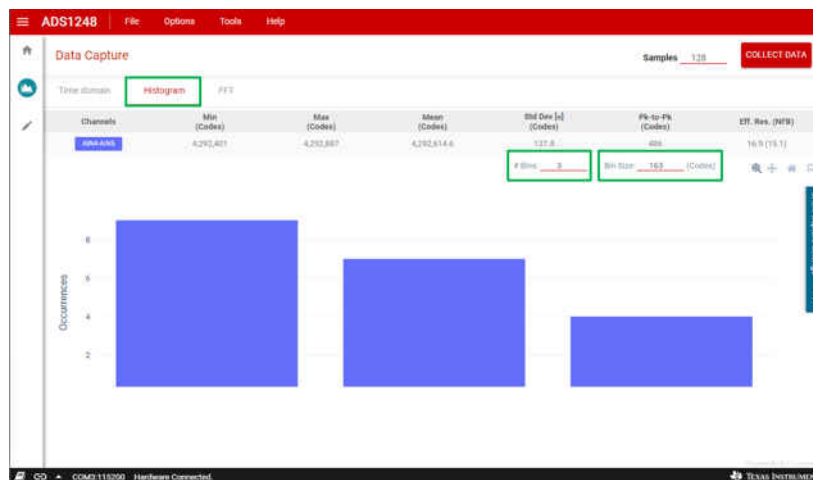 ADS1248 File Options Tools Help
Data Capture Samples 128 COLLECT DATA
Time domain Histogram FFT
Channels Min (Codes) Max (Codes) Mean (Codes) Std Dev [σ] (Codes) Pk-to-Pk (Codes) Eff. Res. (NFB)
AIN4-AIN5 4,292,401 4,292,887 4,292,614.6 137.8 486 16.9 (15.1)
# Bins 3 Bin Size 163 (Codes)
8
6
4
2
Occurrences
COM3:115200 Hardware Connected. TEXAS INSTRUMEN